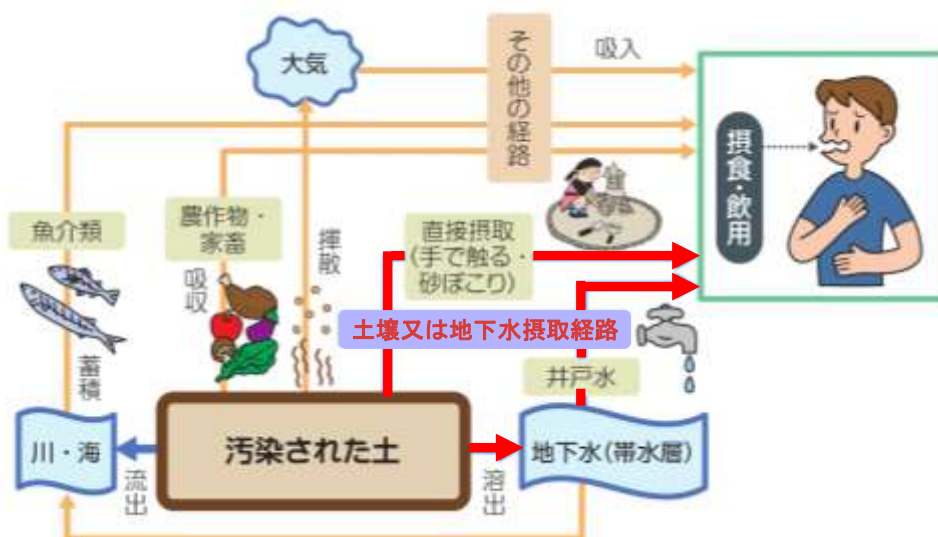 大気
その他の経路
吸入
摂食・飲用
魚介類
農作物・
家畜
揮散
直接摂取
(手で触る・
砂ぼこり)
吸収
土壌又は地下水摂取経路
蓄積
井戸水
川・海
汚染された土
地下水(帯水層)
流出
溶出